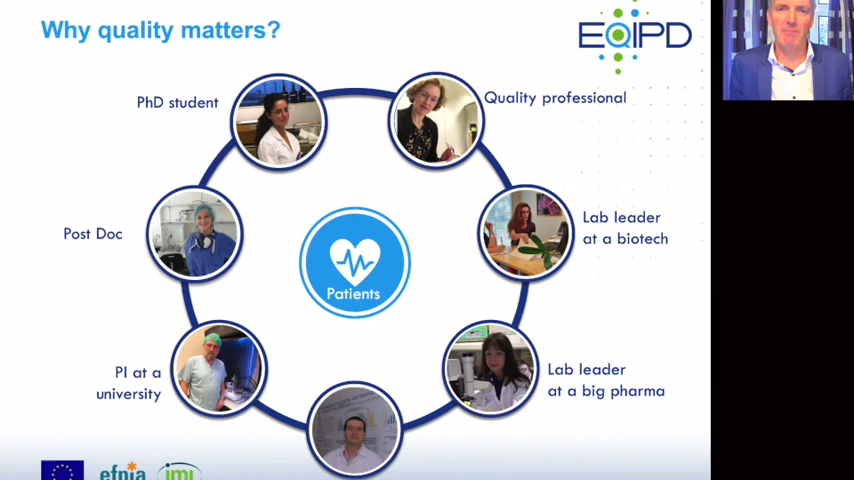 Why quality matters?
EQIPD
PhD student
Quality professional
Post Doc
Lab leader
at a biotech
Patients
PI at a
university
Lab leader
at a big pharma
efpia
imi